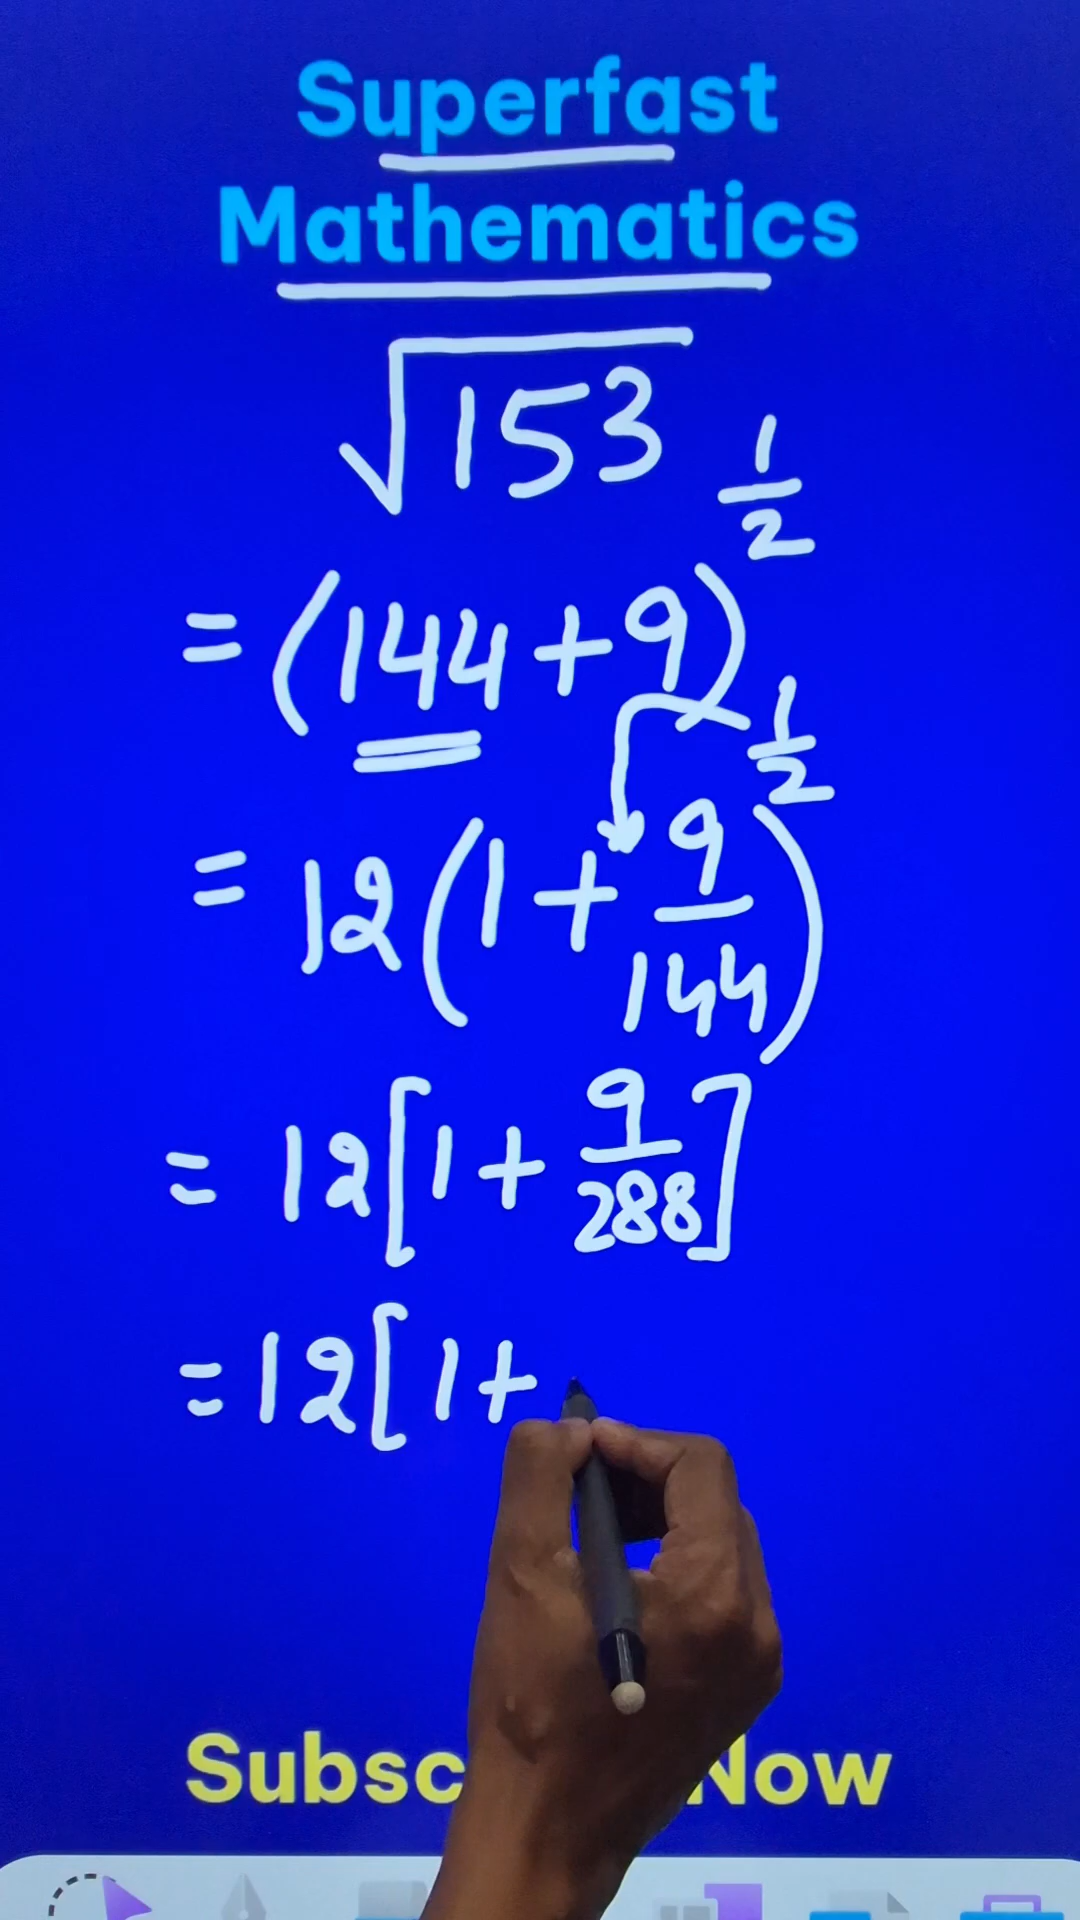 Superfast
Mathematics
√153
= (144+9)^1/2
= 12(1+9/144)^1/2
= 12[1+9/288]
=12[1+
Subsc Now